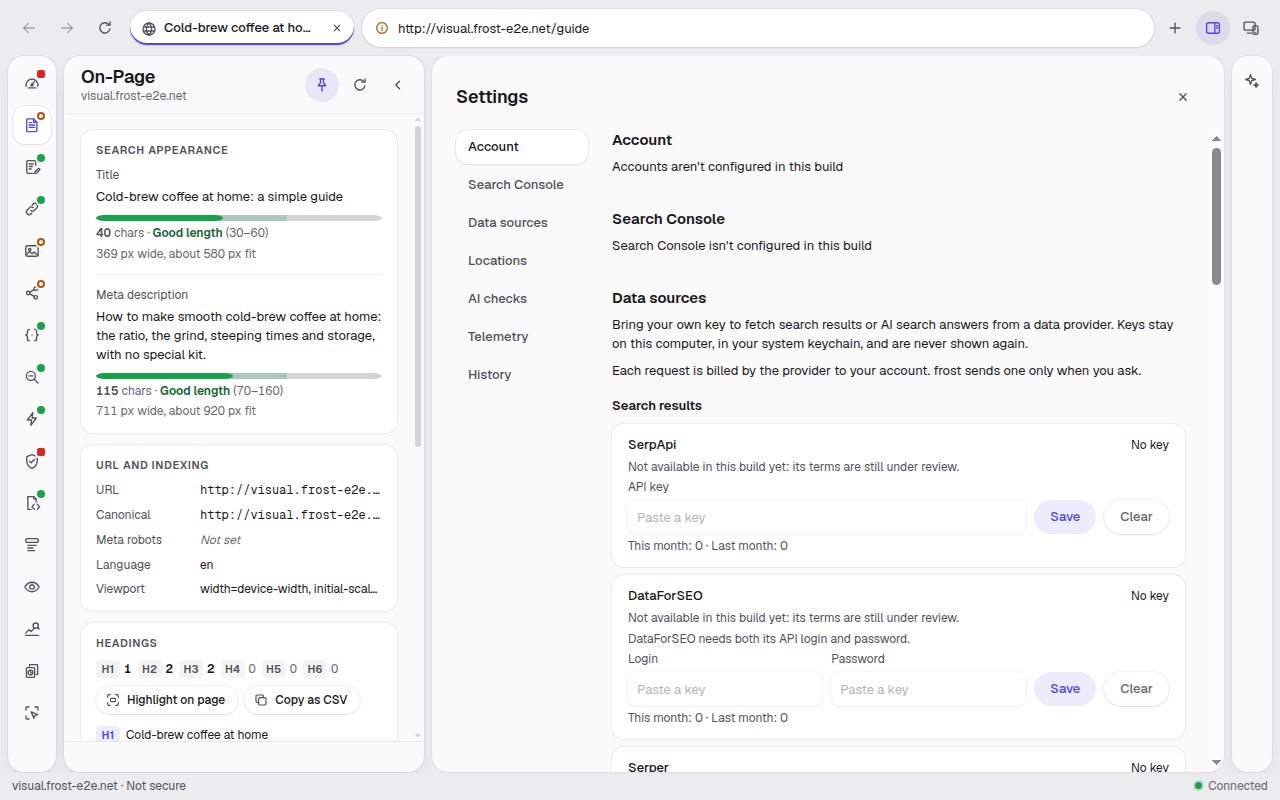 Cold-brew coffee at ho...
http://visual.frost-e2e.net/guide
On-Page
visual.frost-e2e.net
SEARCH APPEARANCE
Title
Cold-brew coffee at home: a simple guide
40 chars · Good length (30–60)
369 px wide, about 580 px fit
Meta description
How to make smooth cold-brew coffee at home:
the ratio, the grind, steeping times and storage,
with no special kit.
115 chars · Good length (70–160)
711 px wide, about 920 px fit
URL AND INDEXING
URL http://visual.frost-e2e.…
Canonical http://visual.frost-e2e.…
Meta robots Not set
Language en
Viewport width=device-width, initial-scal…
HEADINGS
H1 1 H2 2 H3 2 H4 0 H5 0 H6 0
Highlight on page Copy as CSV
H1 Cold-brew coffee at home
Settings
Account
Search Console
Data sources
Locations
AI checks
Telemetry
History
Account
Accounts aren't configured in this build
Search Console
Search Console isn't configured in this build
Data sources
Bring your own key to fetch search results or AI search answers from a data provider. Keys stay
on this computer, in your system keychain, and are never shown again.
Each request is billed by the provider to your account. frost sends one only when you ask.
Search results
SerpApi No key
Not available in this build yet: its terms are still under review.
API key
Paste a key Save Clear
This month: 0 · Last month: 0
DataForSEO No key
Not available in this build yet: its terms are still under review.
DataForSEO needs both its API login and password.
Login Password
Paste a key Paste a key Save Clear
This month: 0 · Last month: 0
Serper No key
visual.frost-e2e.net · Not secure
Connected